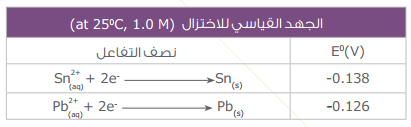 الجهد القياسي للاختزال (at 25⁰C, 1.0 M)
نصف التفاعل E⁰(V)
Sn²⁺(aq) + 2e⁻ ⟶ Sn(s) -0.138
Pb²⁺(aq) + 2e⁻ ⟶ Pb(s) -0.126